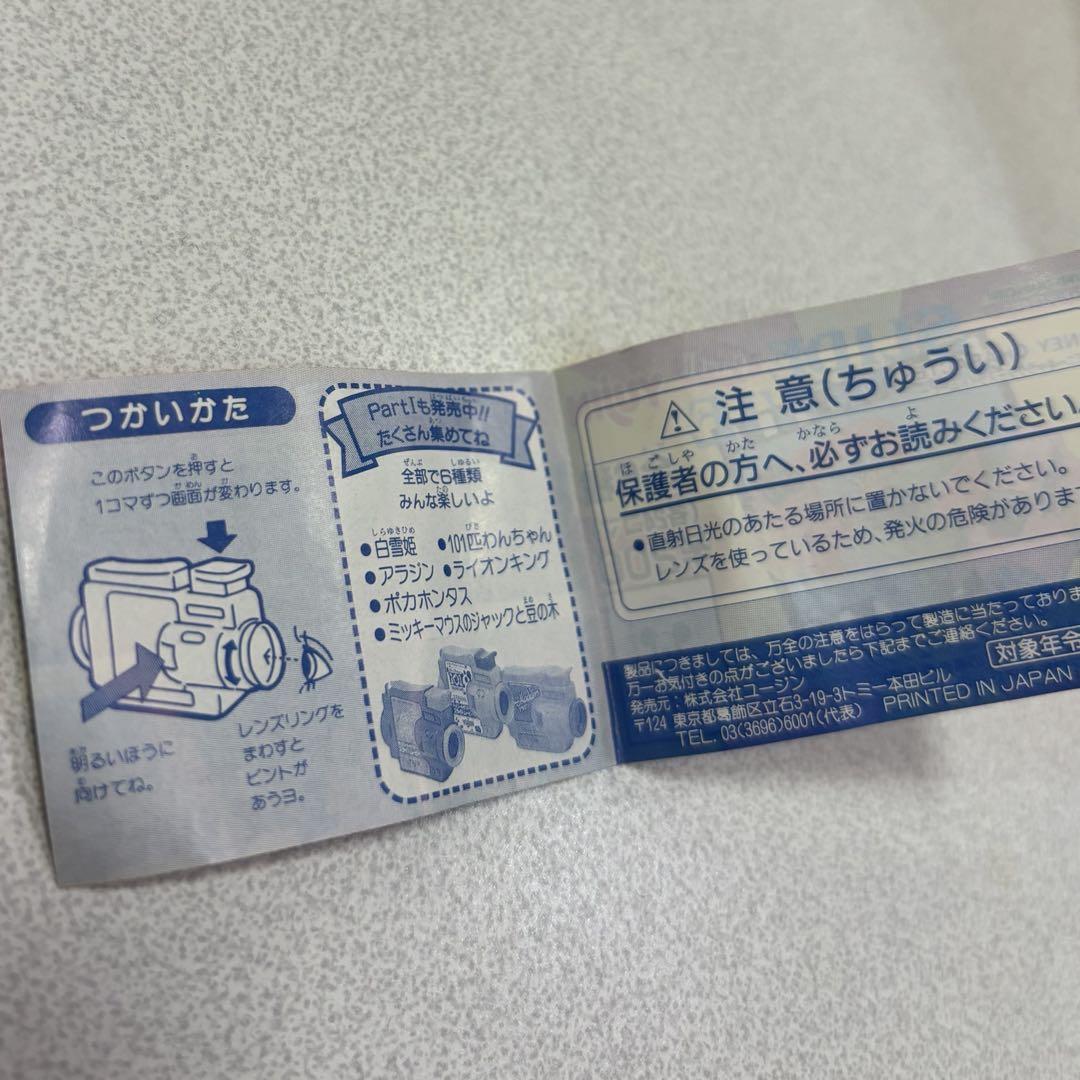 つかいかた
このボタンを押すと
1コマずつ画面が変わります。
明るいほうに
向けてね。
レンズリングを
まわすと
ピントが
あうヨ。
PartIも発売中!!
たくさん集めてね
全部で6種類
みんな楽しいよ
●白雪姫 ●101匹わんちゃん
●アラジン ●ライオンキング
●ポカホンタス
●ミッキーマウスのジャックと豆の木
注意(ちゅうい)
保護者の方へ、必ずお読みください
●直射日光のあたる場所に置かないでください。
レンズを使っているため、発火の危険がありま
製品につきましては、万全の注意をはらって製造に当たっておりま
万一お気付きの点がございましたら下記までご連絡ください。
発売元：株式会社ユージン
対象年令
〒124 東京都葛飾区立石3-19-3トミー本田ビル
TEL. 03(3696)6001(代表) PRINTED IN JAPAN